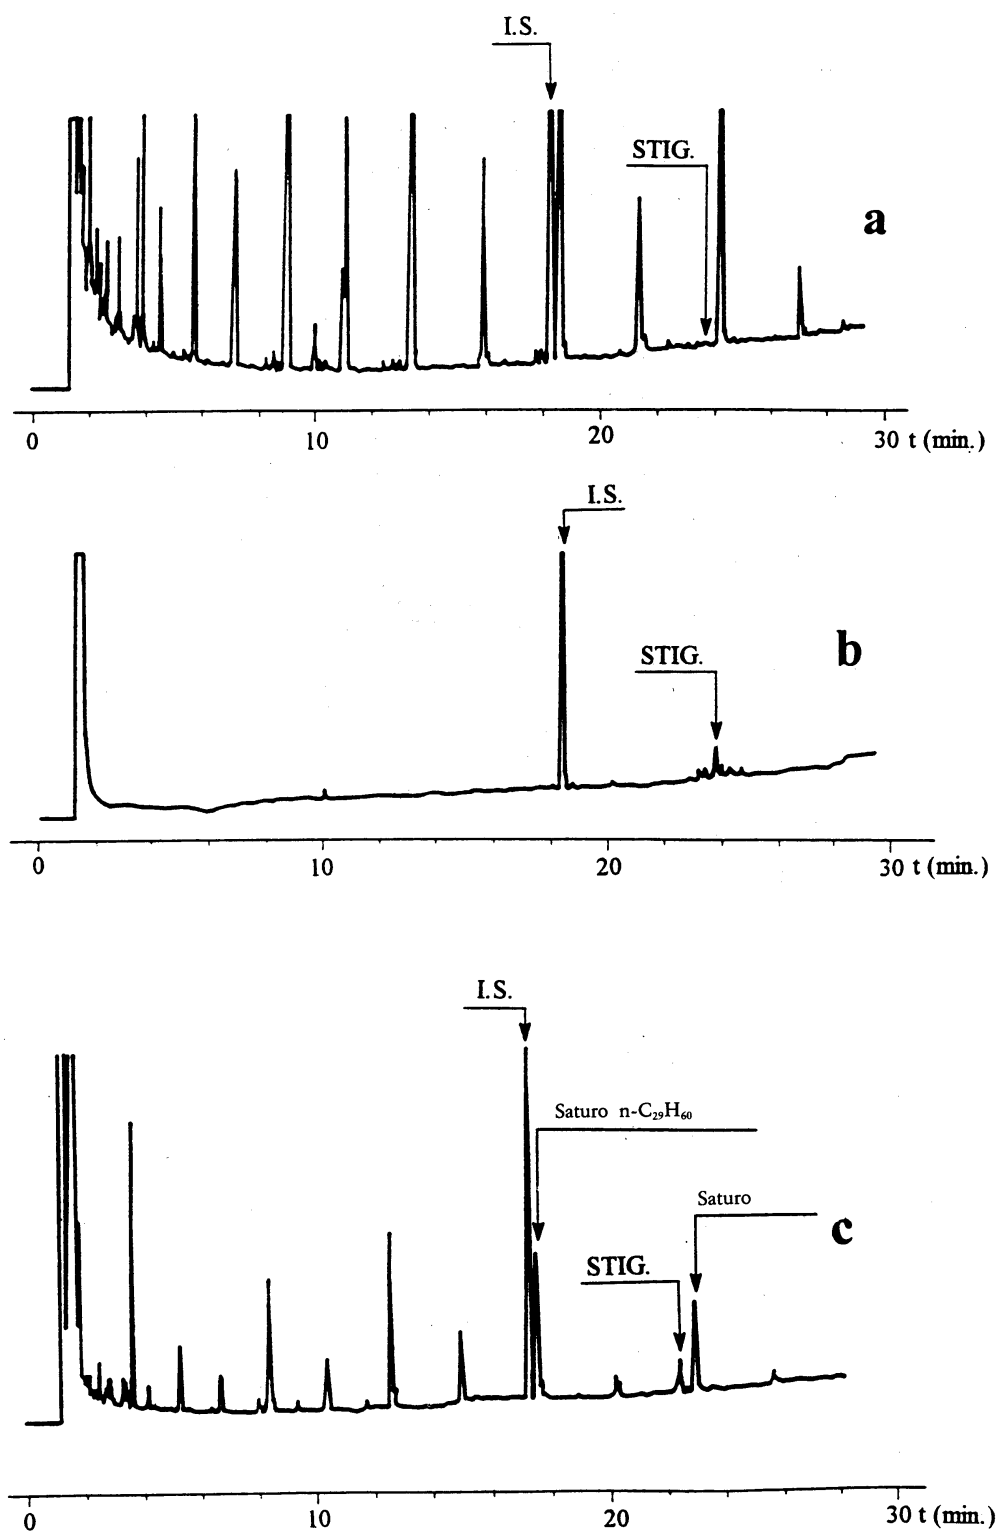 I.S.
STIG.
a
0 10 20 30 t (min.)
I.S.
STIG.
b
0 10 20 30 t (min.)
I.S.
Saturo n-C₂₉H₆₀
Saturo
STIG.
c
0 10 20 30 t (min.)